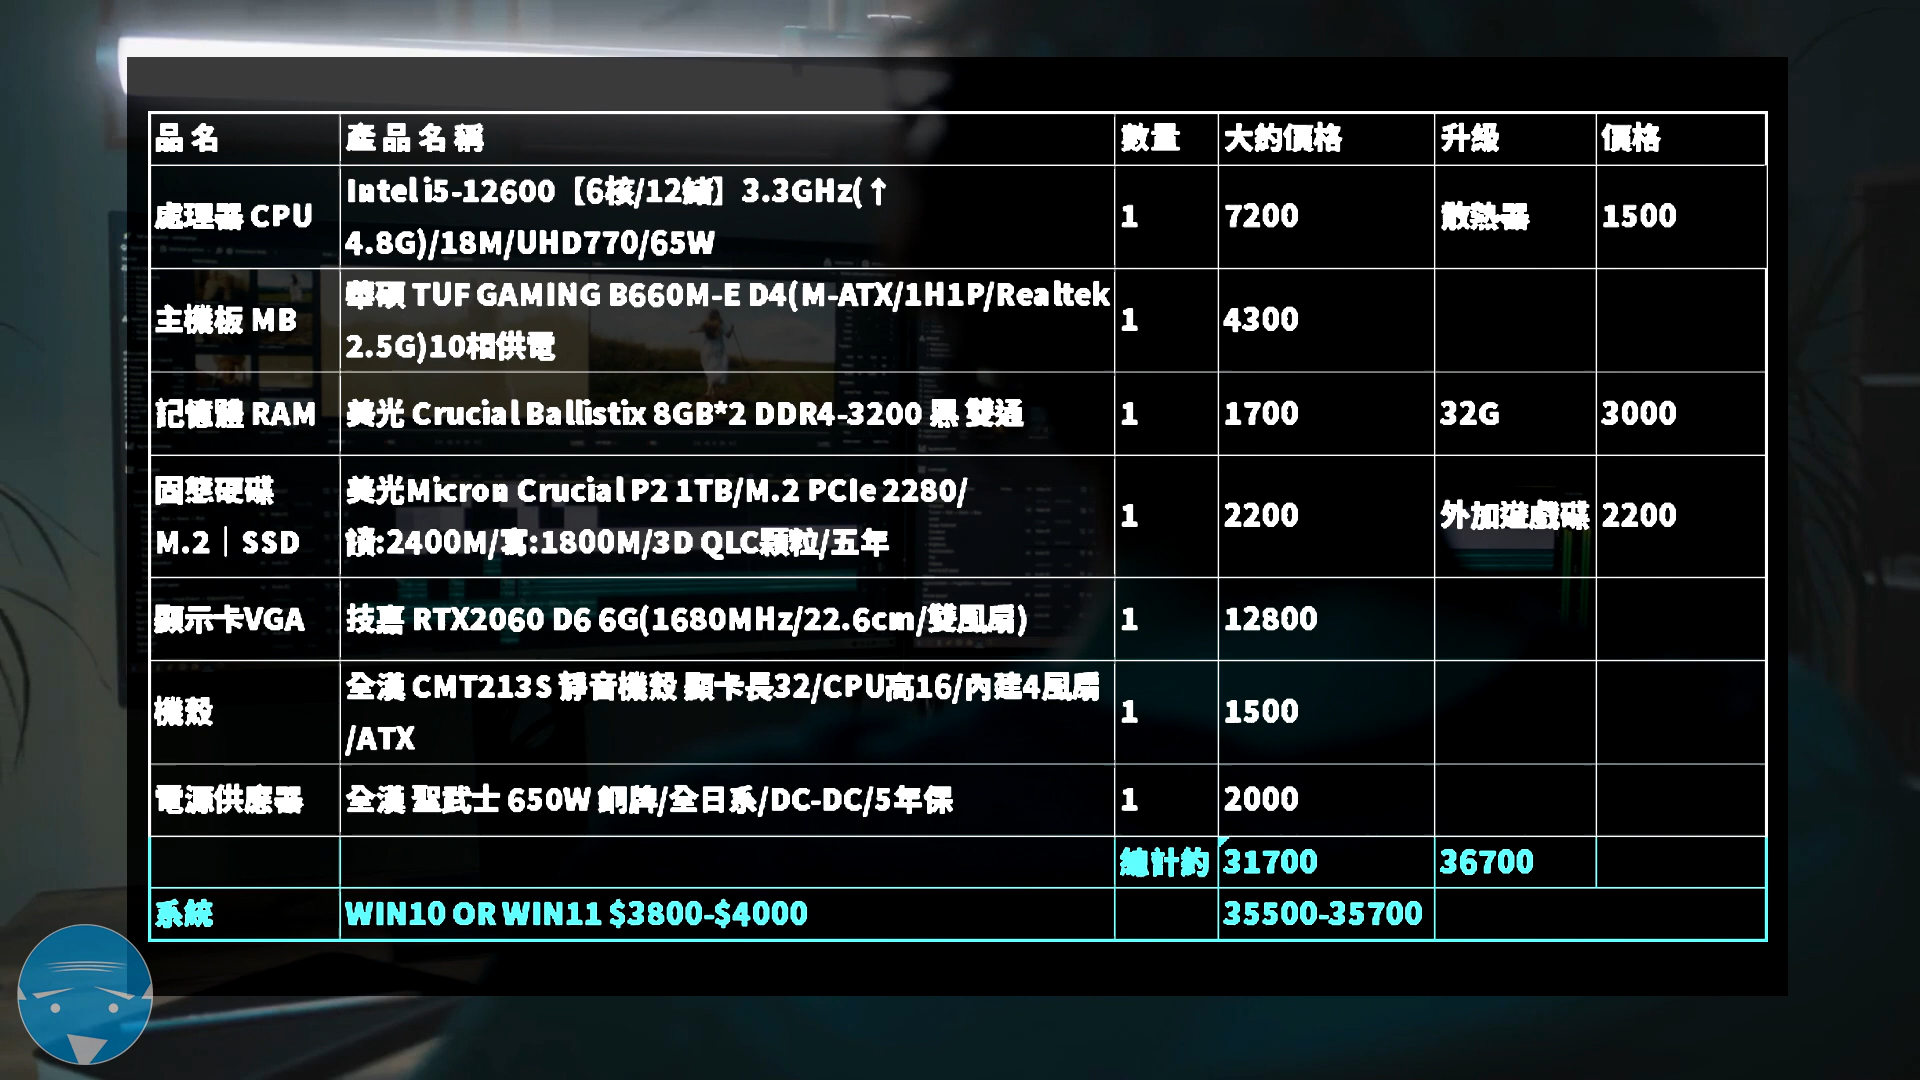 品名 產品名稱 數量 大約價格 升級 價格
處理器 CPU Intel i5-12600【6核/12緒】3.3GHz(↑
4.8G)/18M/UHD770/65W 1 7200 散熱器 1500
主機板 MB 華碩 TUF GAMING B660M-E D4(M-ATX/1H1P/Realtek
2.5G)10相供電 1 4300
記憶體 RAM 美光 Crucial Ballistix 8GB*2 DDR4-3200 黑 雙通 1 1700 32G 3000
固態硬碟
M.2｜SSD 美光Micron Crucial P2 1TB/M.2 PCIe 2280/
讀:2400M/寫:1800M/3D QLC顆粒/五年 1 2200 外加遊戲碟 2200
顯示卡VGA 技嘉 RTX2060 D6 6G(1680MHz/22.6cm/雙風扇) 1 12800
機殼 全漢 CMT213S 靜音機殼 顯卡長32/CPU高16/內建4風扇
/ATX 1 1500
電源供應器 全漢 聖武士 650W 銅牌/全日系/DC-DC/5年保 1 2000
總計約 31700 36700
系統 WIN10 OR WIN11 $3800-$4000 35500-35700